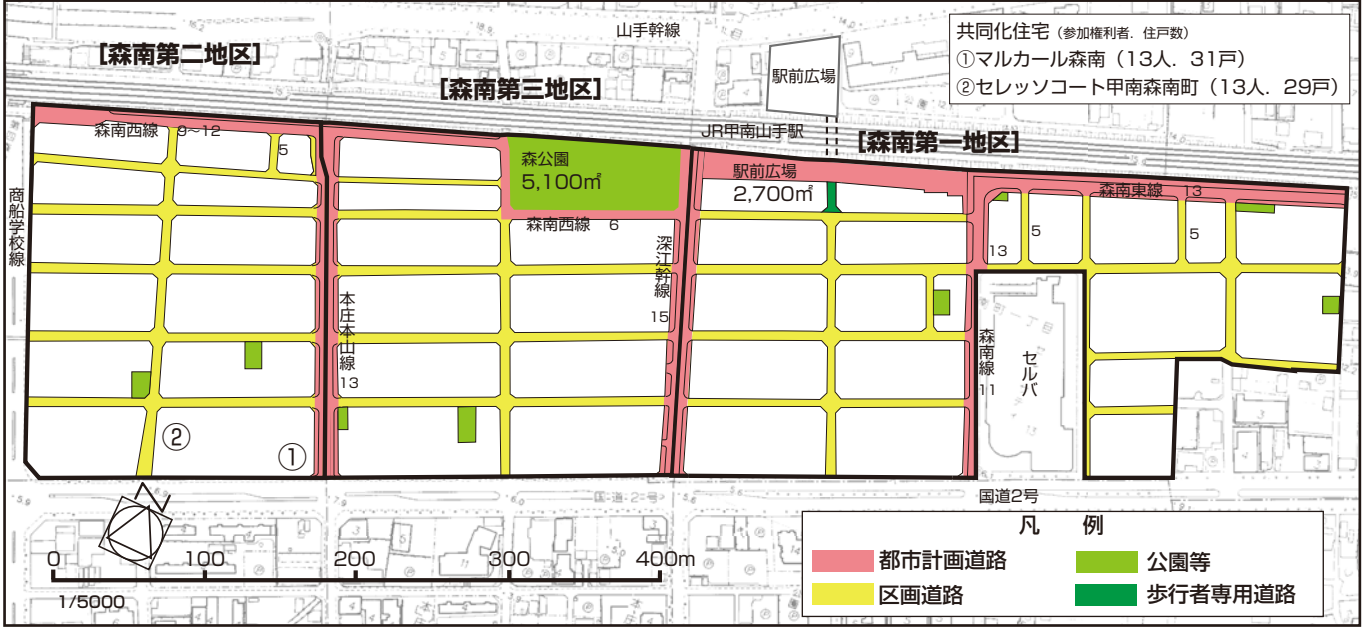 山手幹線
共同化住宅（参加権利者．住戸数）
①マルカール森南（13人．31戸）
②セレッソコート甲南森南町（13人．29戸）
［森南第二地区］
［森南第三地区］
駅前広場
JR甲南山手駅
［森南第一地区］
森南西線 9～12
5
商船学校線
森公園
5,100㎡
駅前広場
2,700㎡
森南東線 13
森南西線 6
深江幹線
15
13
5
5
本庄本山線
13
森南線
11
セルバ
②
①
国道2号
国道2号
0 100 200 300 400m
1/5000
凡 例
都市計画道路
公園等
区画道路
歩行者専用道路